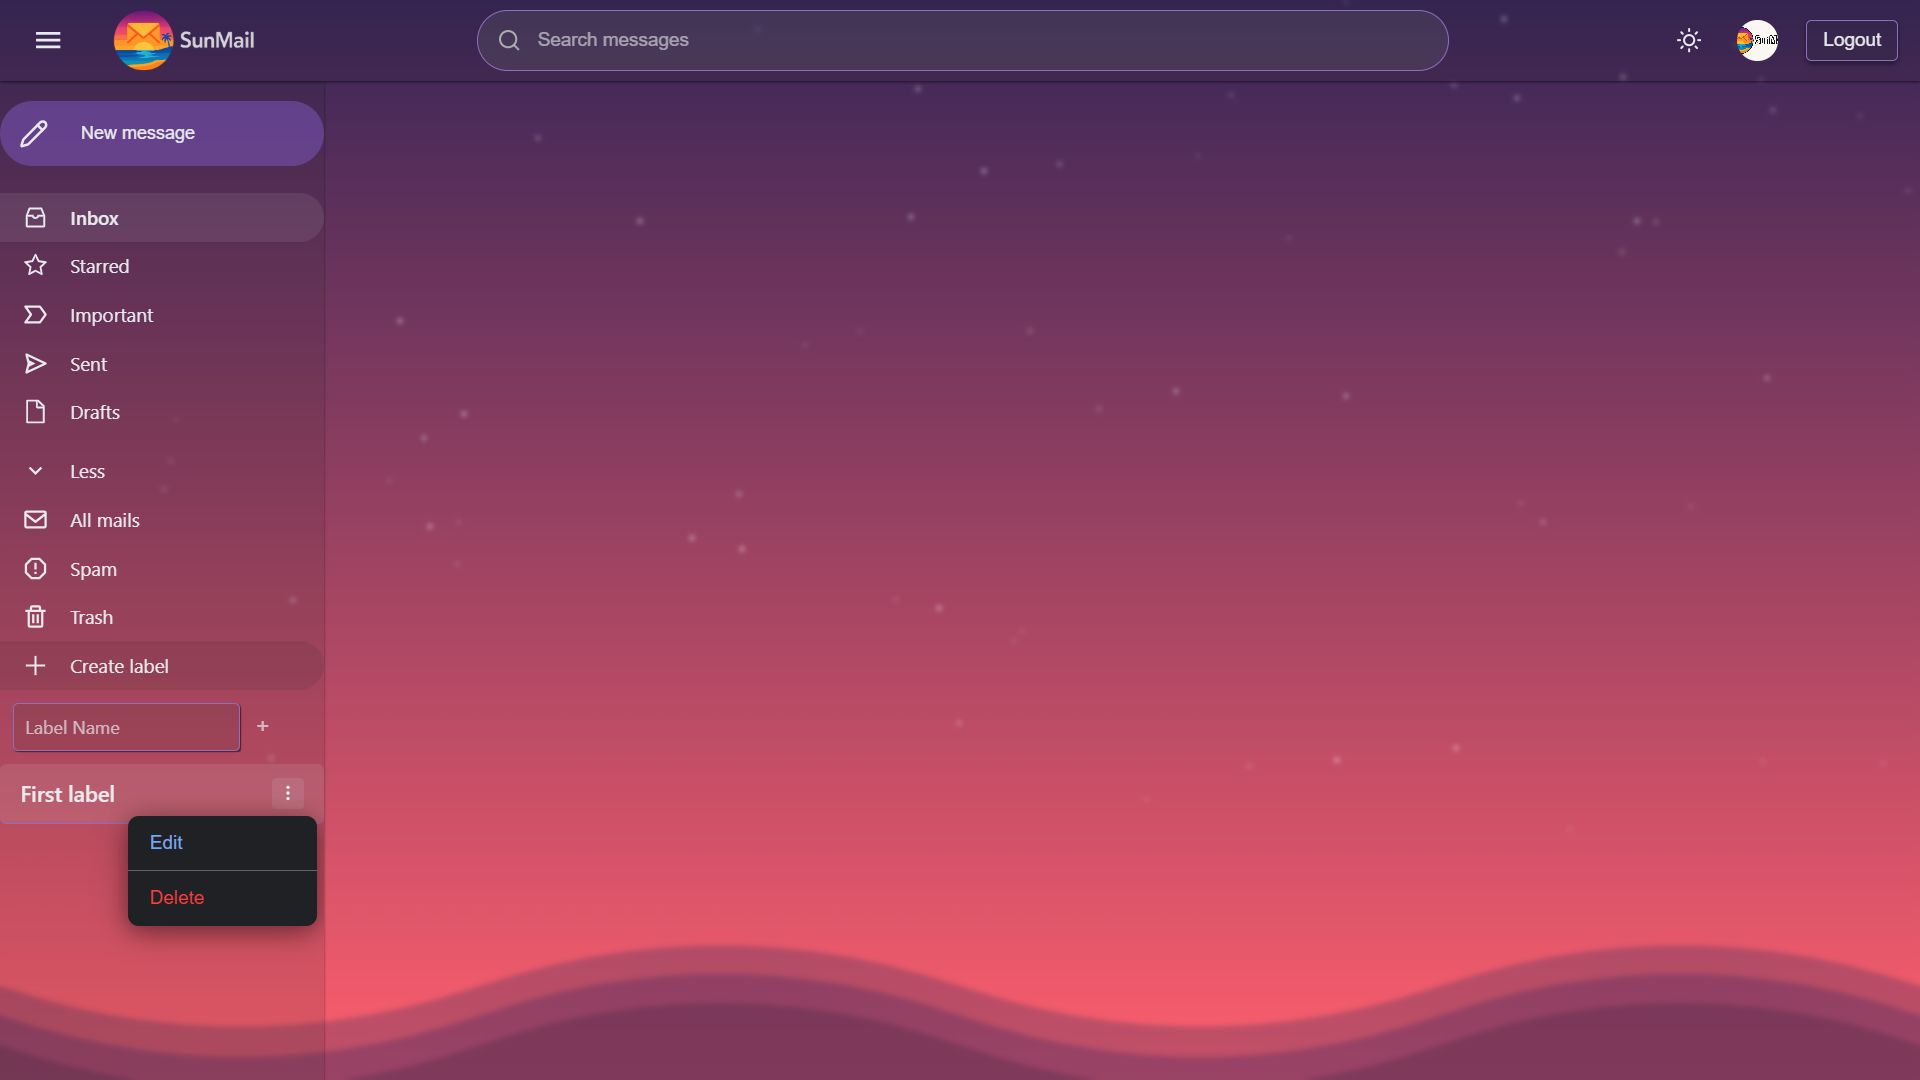 SunMail
Search messages
Logout
New message
Inbox
Starred
Important
Sent
Drafts
Less
All mails
Spam
Trash
Create label
Label Name
+
First label
Edit
Delete